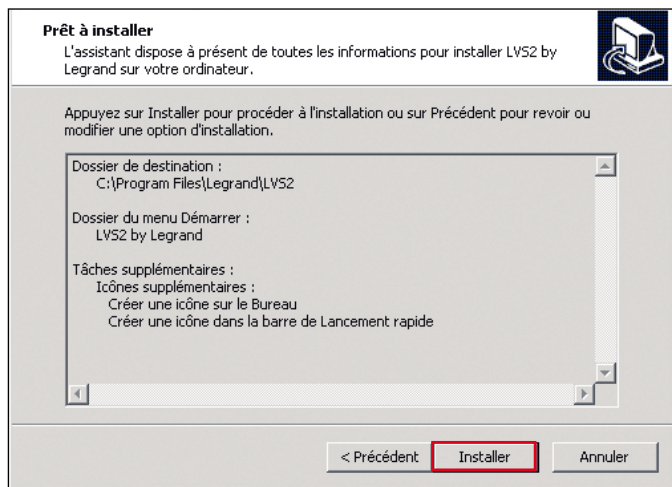 Prêt à installer
L'assistant dispose à présent de toutes les informations pour installer LVS2 by
Legrand sur votre ordinateur.
Appuyez sur Installer pour procéder à l'installation ou sur Précédent pour revoir ou
modifier une option d'installation.
Dossier de destination :
C:\Program Files\Legrand\LVS2
Dossier du menu Démarrer :
LVS2 by Legrand
Tâches supplémentaires :
Icônes supplémentaires :
Créer une icône sur le Bureau
Créer une icône dans la barre de Lancement rapide
< Précédent
Installer
Annuler